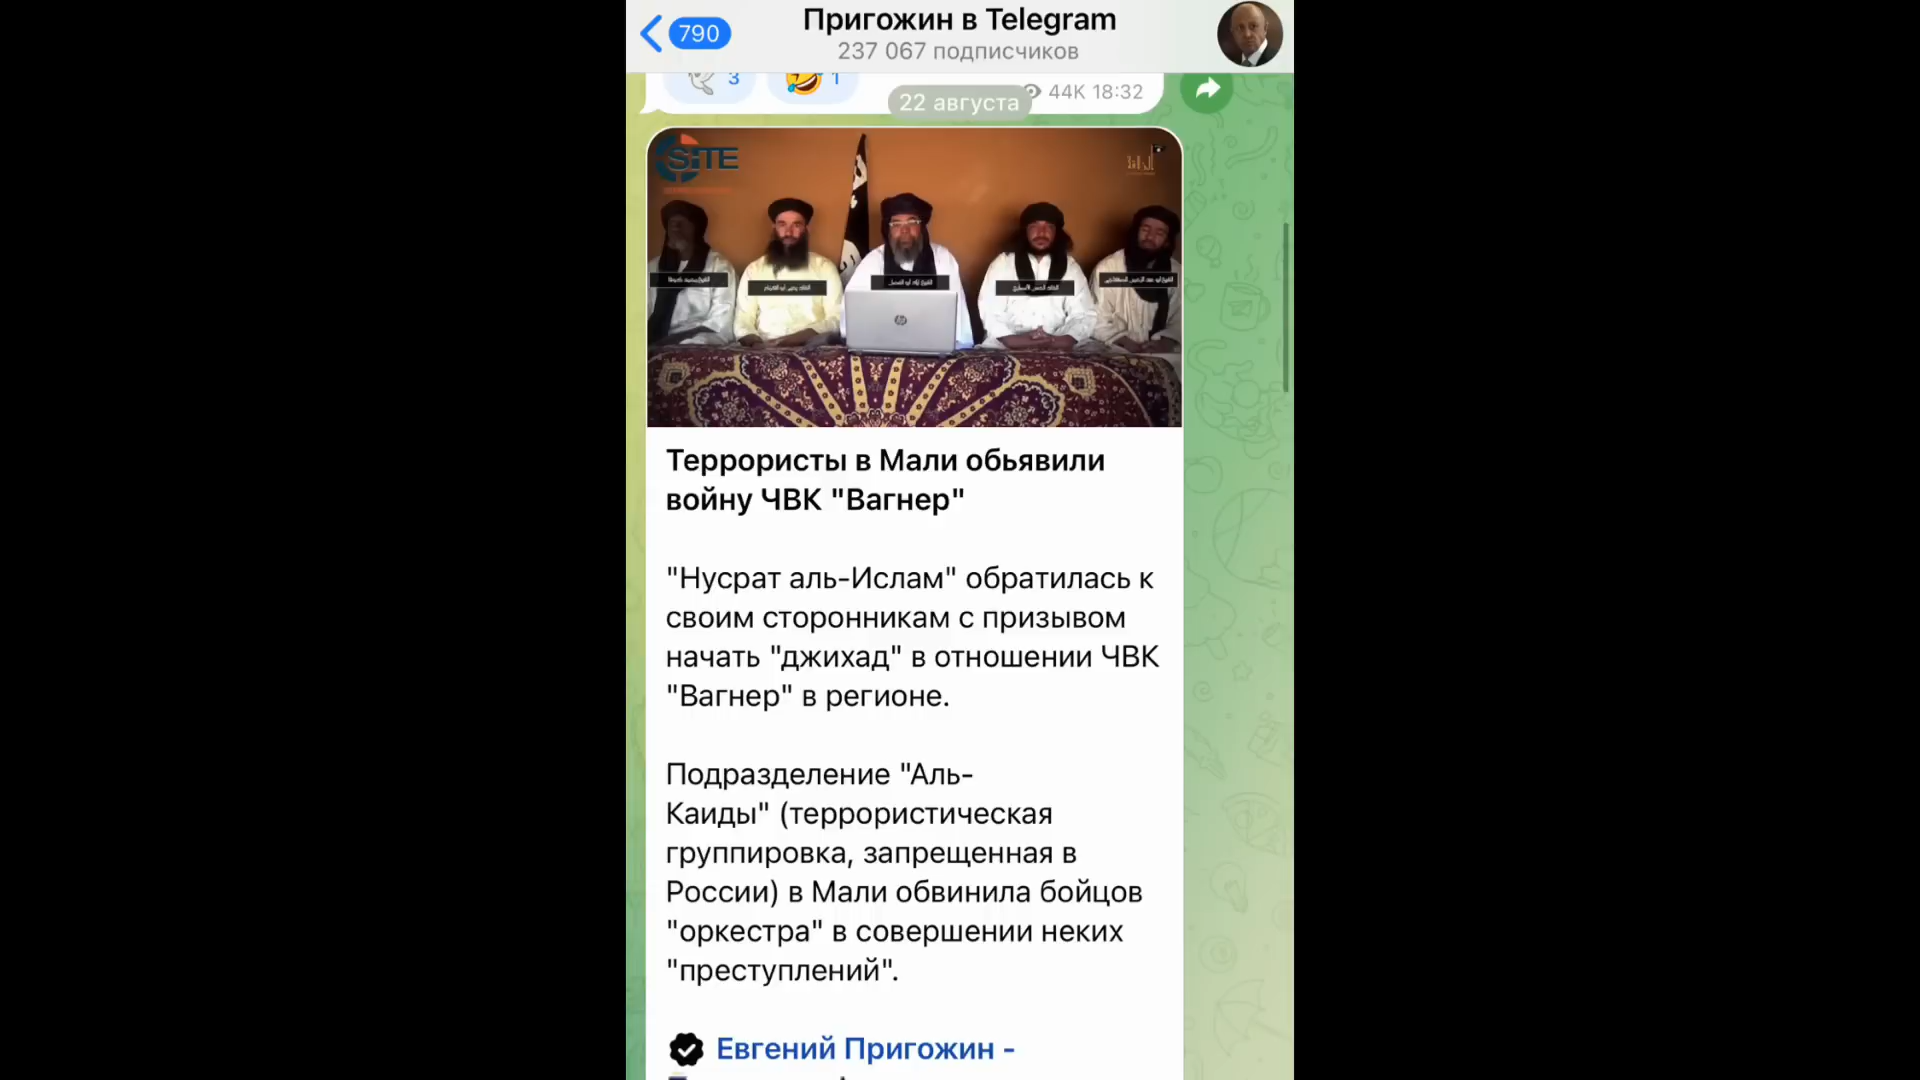 790
Пригожин в Telegram
237 067 подписчиков
3
1
44K 18:32
22 августа
SITE
hp
Террористы в Мали обьявили
войну ЧВК "Вагнер"
"Нусрат аль-Ислам" обратилась к
своим сторонникам с призывом
начать "джихад" в отношении ЧВК
"Вагнер" в регионе.
Подразделение "Аль-
Каиды" (террористическая
группировка, запрещенная в
России) в Мали обвинила бойцов
"оркестра" в совершении неких
"преступлений".
Евгений Пригожин -